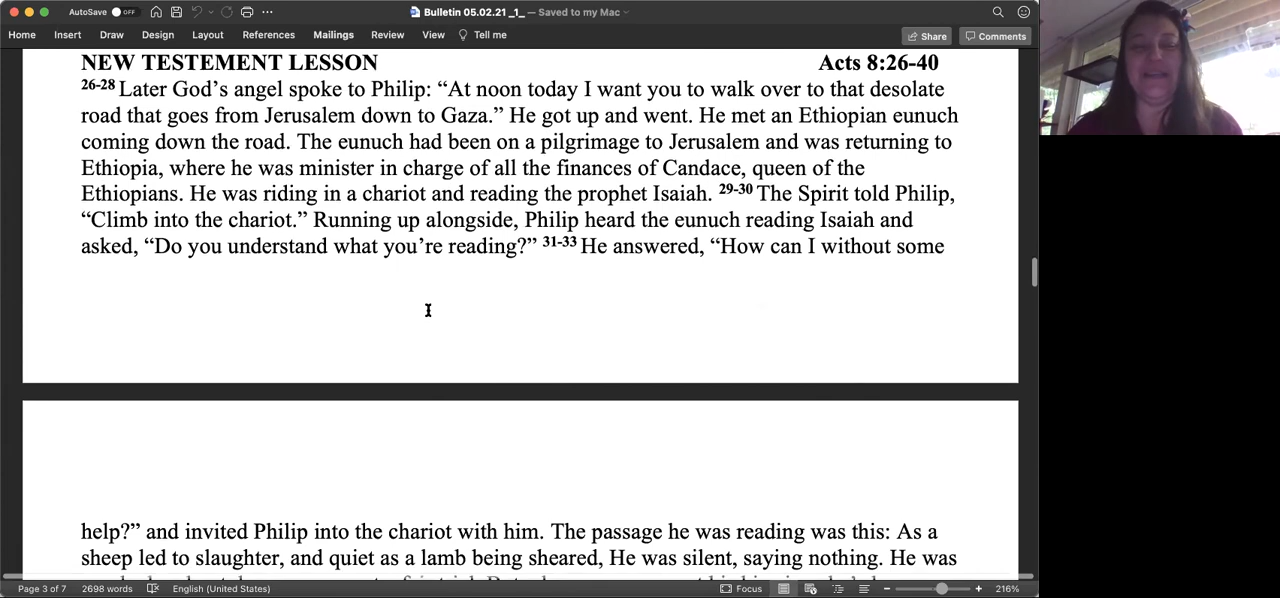 AutoSave OFF
Bulletin 05.02.21 _1_ — Saved to my Mac
Home Insert Draw Design Layout References Mailings Review View Tell me
Share Comments
NEW TESTEMENT LESSON Acts 8:26-40
26-28 Later God’s angel spoke to Philip: “At noon today I want you to walk over to that desolate
road that goes from Jerusalem down to Gaza.” He got up and went. He met an Ethiopian eunuch
coming down the road. The eunuch had been on a pilgrimage to Jerusalem and was returning to
Ethiopia, where he was minister in charge of all the finances of Candace, queen of the
Ethiopians. He was riding in a chariot and reading the prophet Isaiah. 29-30 The Spirit told Philip,
“Climb into the chariot.” Running up alongside, Philip heard the eunuch reading Isaiah and
asked, “Do you understand what you’re reading?” 31-33 He answered, “How can I without some
help?” and invited Philip into the chariot with him. The passage he was reading was this: As a
sheep led to slaughter, and quiet as a lamb being sheared, He was silent, saying nothing. He was
Page 3 of 7 2698 words English (United States) Focus 216%